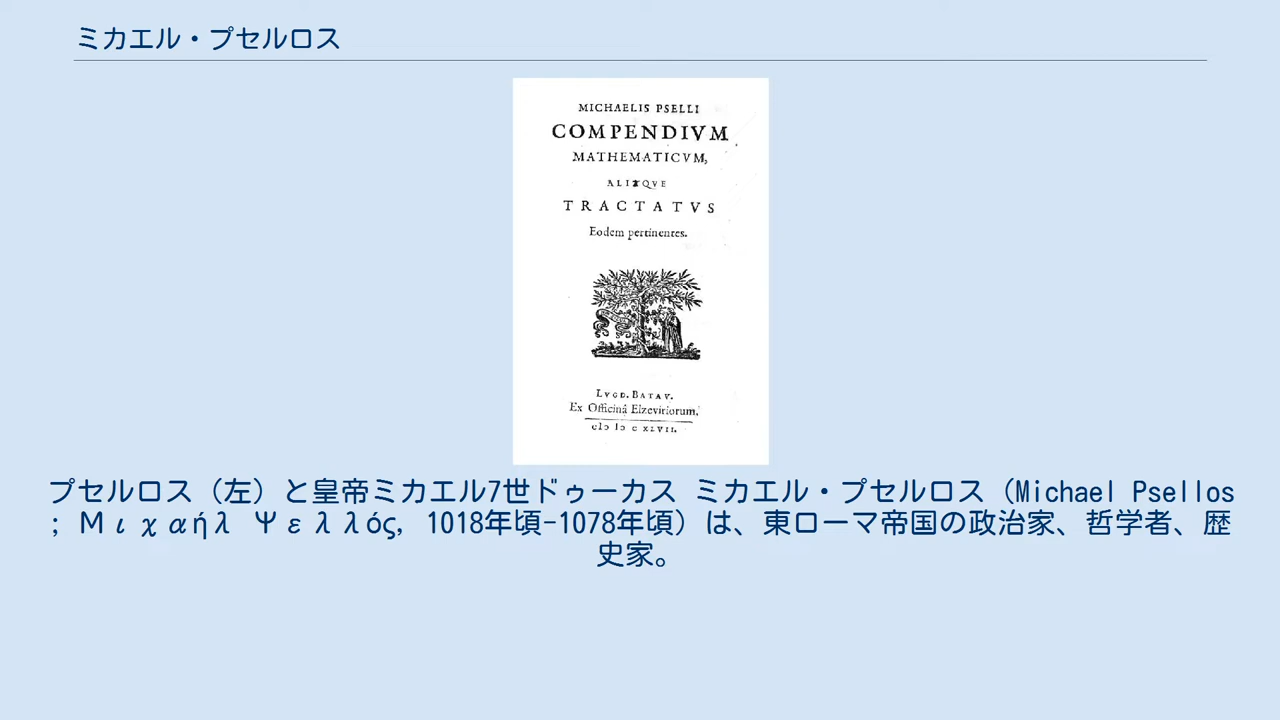 ミカエル・プセルロス
MICHAELIS PSELLI
COMPENDIVM
MATHEMATICVM,
ALIIQVE
TRACTATVS
Eodem pertinentes.
LVGD. BATAV.
Ex Officinâ Elzeviriorum,
cIɔ Iɔ c XLVII.
プセルロス（左）と皇帝ミカエル7世ドゥーカス ミカエル・プセルロス（Michael Psellos
; Μιχαήλ Ψελλός, 1018年頃-1078年頃）は、東ローマ帝国の政治家、哲学者、歴
史家。